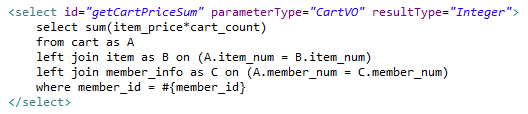 <select id="getCartPriceSum" parameterType="CartVO" resultType="Integer">
select sum(item_price*cart_count)
from cart as A
left join item as B on (A.item_num = B.item_num)
left join member_info as C on (A.member_num = C.member_num)
where member_id = #{member_id}
</select>